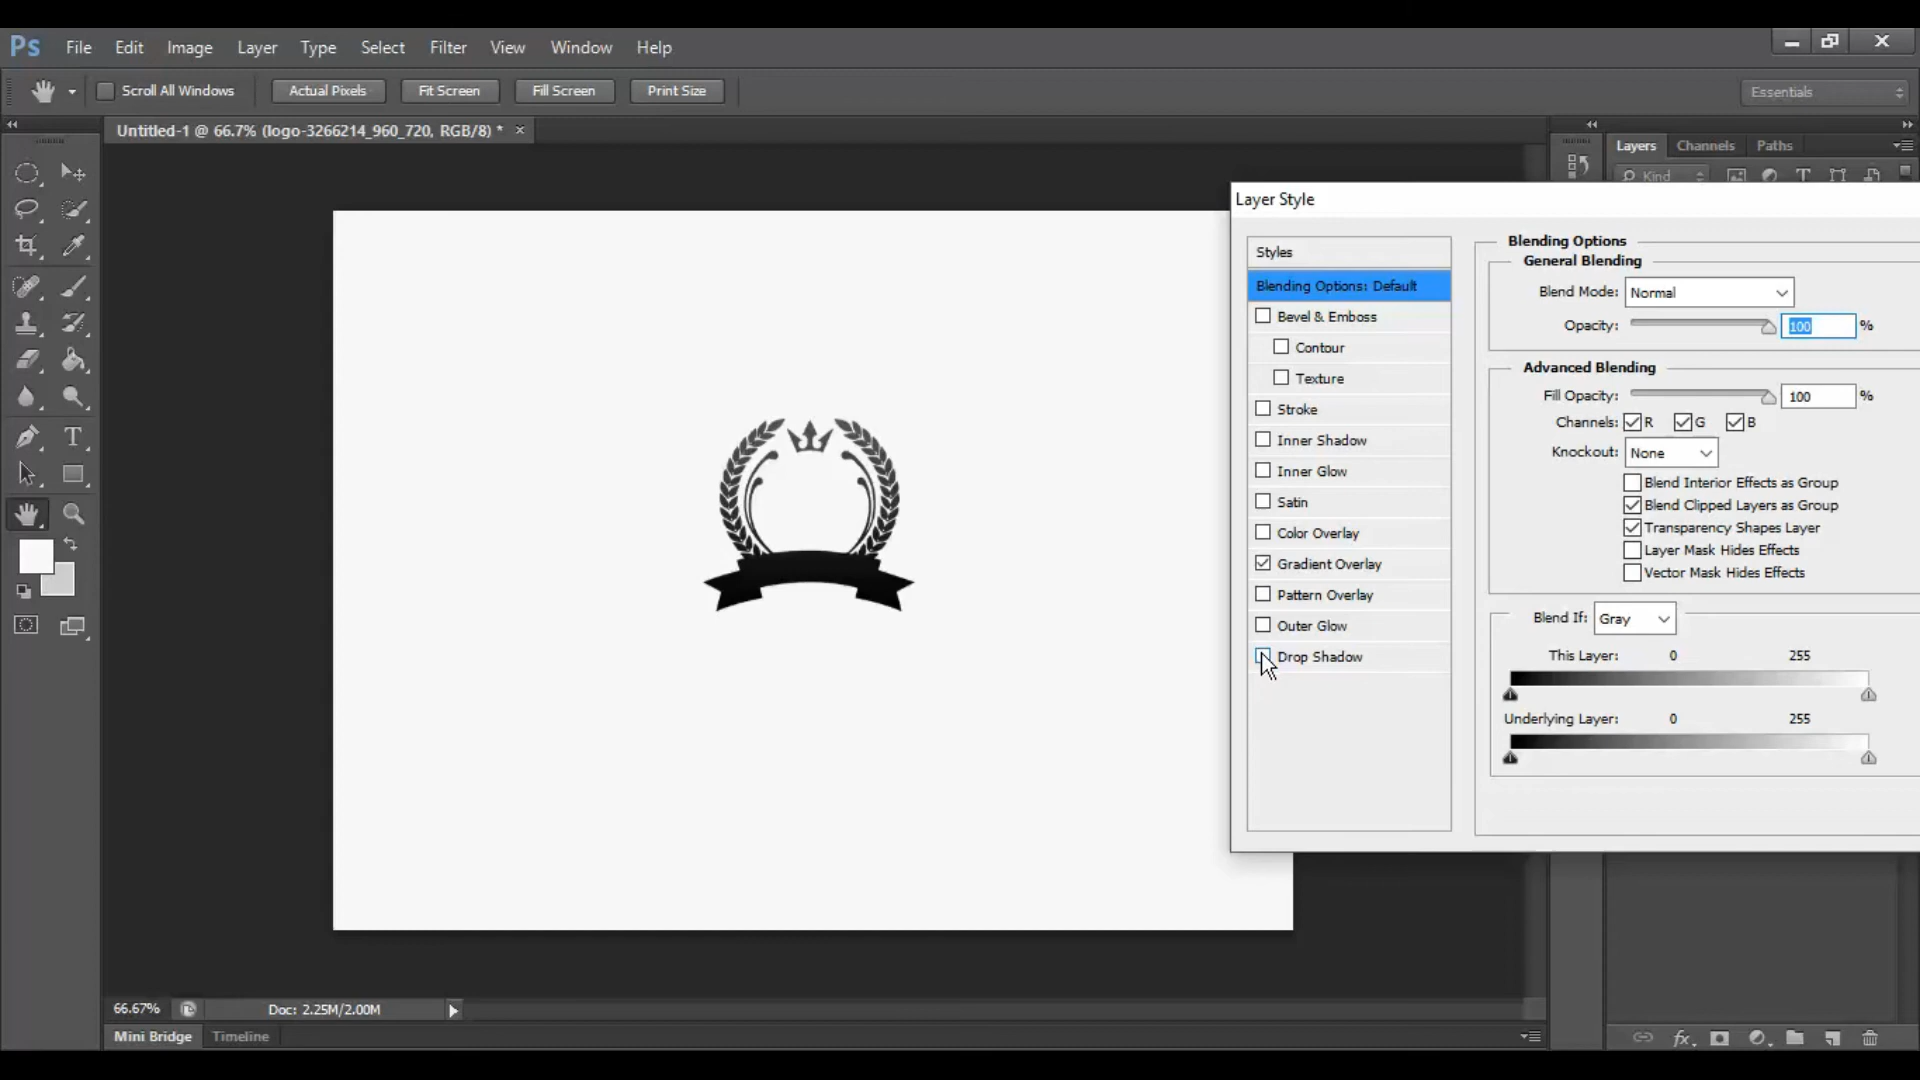 Ps File Edit Image Layer Type Select Filter View Window Help
Scroll All Windows Actual Pixels Fit Screen Fill Screen Print Size Essentials
Untitled-1 @ 66.7% (logo-3266214_960_720, RGB/8) * ×
Layers Channels Paths
Kind
Layer Style
Styles
Blending Options: Default
Bevel & Emboss
Contour
Texture
Stroke
Inner Shadow
Inner Glow
Satin
Color Overlay
Gradient Overlay
Pattern Overlay
Outer Glow
Drop Shadow
Blending Options
General Blending
Blend Mode: Normal
Opacity: 100 %
Advanced Blending
Fill Opacity: 100 %
Channels: R G B
Knockout: None
Blend Interior Effects as Group
Blend Clipped Layers as Group
Transparency Shapes Layer
Layer Mask Hides Effects
Vector Mask Hides Effects
Blend If: Gray
This Layer: 0 255
Underlying Layer: 0 255
66.67% Doc: 2.25M/2.00M
Mini Bridge Timeline
fx